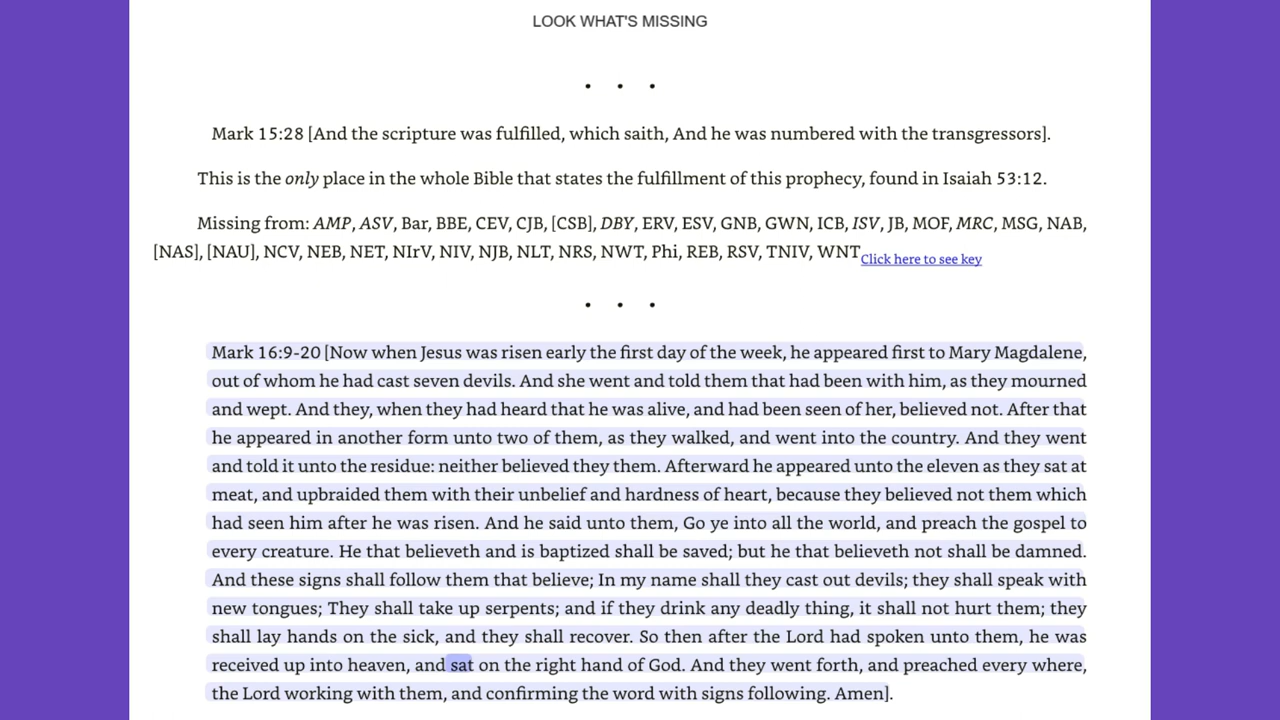 LOOK WHAT'S MISSING
• • •
Mark 15:28 [And the scripture was fulfilled, which saith, And he was numbered with the transgressors].
This is the only place in the whole Bible that states the fulfillment of this prophecy, found in Isaiah 53:12.
Missing from: AMP, ASV, Bar, BBE, CEV, CJB, [CSB], DBY, ERV, ESV, GNB, GWN, ICB, ISV, JB, MOF, MRC, MSG, NAB,
[NAS], [NAU], NCV, NEB, NET, NIrV, NIV, NJB, NLT, NRS, NWT, Phi, REB, RSV, TNIV, WNT Click here to see key
• • •
Mark 16:9-20 [Now when Jesus was risen early the first day of the week, he appeared first to Mary Magdalene,
out of whom he had cast seven devils. And she went and told them that had been with him, as they mourned
and wept. And they, when they had heard that he was alive, and had been seen of her, believed not. After that
he appeared in another form unto two of them, as they walked, and went into the country. And they went
and told it unto the residue: neither believed they them. Afterward he appeared unto the eleven as they sat at
meat, and upbraided them with their unbelief and hardness of heart, because they believed not them which
had seen him after he was risen. And he said unto them, Go ye into all the world, and preach the gospel to
every creature. He that believeth and is baptized shall be saved; but he that believeth not shall be damned.
And these signs shall follow them that believe; In my name shall they cast out devils; they shall speak with
new tongues; They shall take up serpents; and if they drink any deadly thing, it shall not hurt them; they
shall lay hands on the sick, and they shall recover. So then after the Lord had spoken unto them, he was
received up into heaven, and sat on the right hand of God. And they went forth, and preached every where,
the Lord working with them, and confirming the word with signs following. Amen].